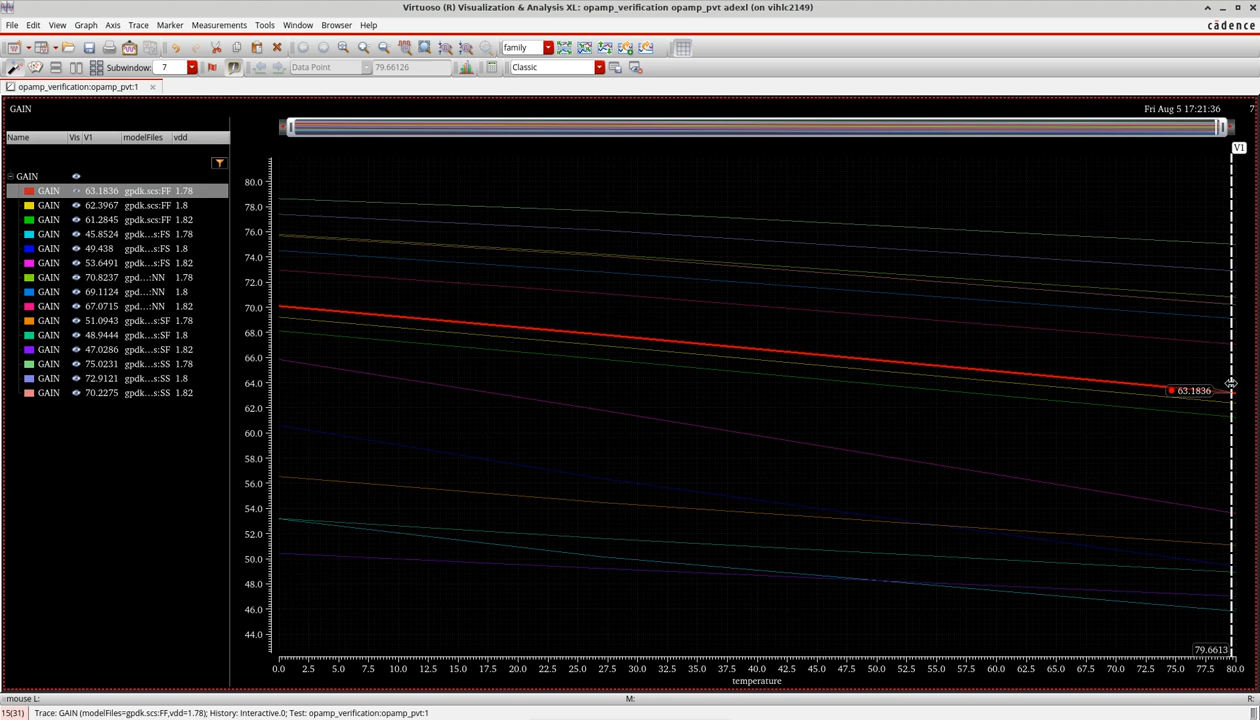 Virtuoso (R) Visualization & Analysis XL: opamp_verification opamp_pvt adexl (on vihlc2149)
File Edit View Graph Axis Trace Marker Measurements Tools Window Browser Help
cādence
family
Subwindow: 7 Data Point 79.66126 Classic
opamp_verification:opamp_pvt:1
GAIN Fri Aug 5 17:21:36 7
Name Vis V1 modelFiles vdd
V1
GAIN
GAIN 63.1836 gpdk.scs:FF 1.78
GAIN 62.3967 gpdk.scs:FF 1.8
GAIN 61.2845 gpdk.scs:FF 1.82
GAIN 45.8524 gpdk...s:FS 1.78
GAIN 49.438 gpdk...s:FS 1.8
GAIN 53.6491 gpdk...s:FS 1.82
GAIN 70.8237 gpd...:NN 1.78
GAIN 69.1124 gpd...:NN 1.8
GAIN 67.0715 gpd...:NN 1.82
GAIN 51.0943 gpdk...s:SF 1.78
GAIN 48.9444 gpdk...s:SF 1.8
GAIN 47.0286 gpdk...s:SF 1.82
GAIN 75.0231 gpdk...s:SS 1.78
GAIN 72.9121 gpdk...s:SS 1.8
GAIN 70.2275 gpdk...s:SS 1.82
80.0
78.0
76.0
74.0
72.0
70.0
68.0
66.0
64.0
62.0
60.0
58.0
56.0
54.0
52.0
50.0
48.0
46.0
44.0
63.1836
79.6613
0.0 2.5 5.0 7.5 10.0 12.5 15.0 17.5 20.0 22.5 25.0 27.5 30.0 32.5 35.0 37.5 40.0 42.5 45.0 47.5 50.0 52.5 55.0 57.5 60.0 62.5 65.0 67.5 70.0 72.5 75.0 77.5 80.0
temperature
mouse L: M: R:
15(31) Trace: GAIN (modelFiles=gpdk.scs:FF,vdd=1.78); History: Interactive.0; Test: opamp_verification:opamp_pvt:1